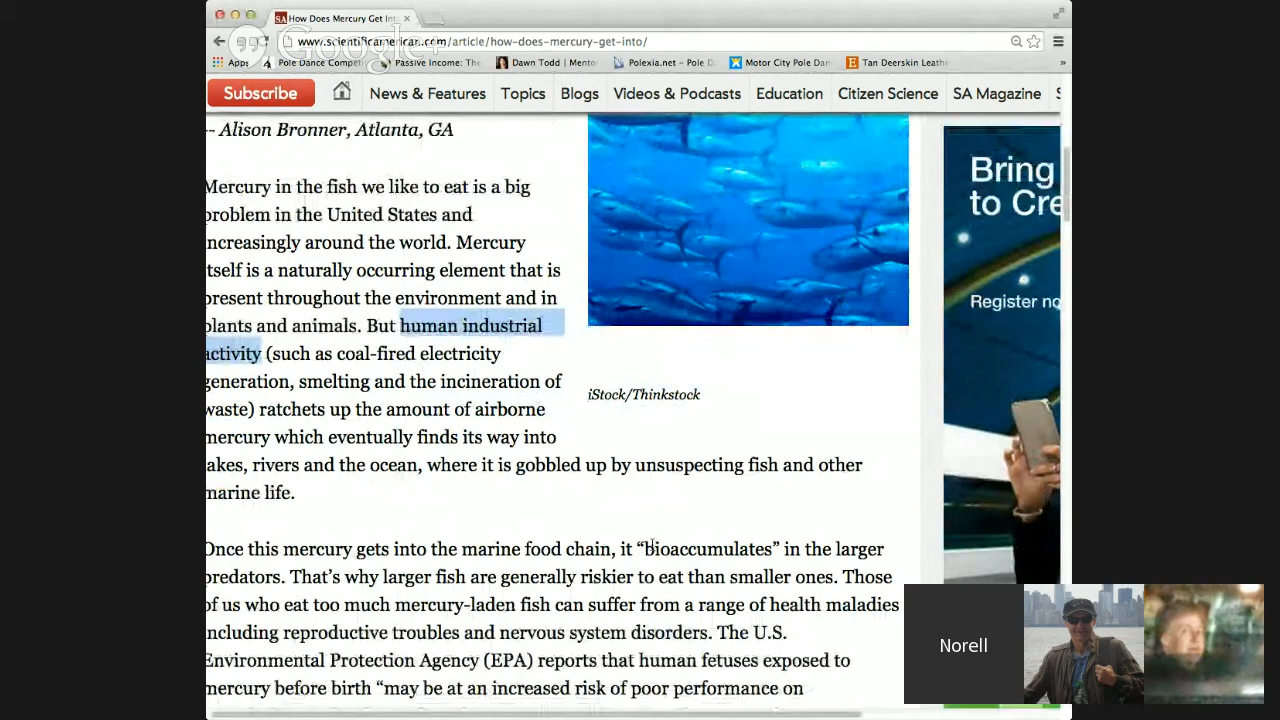 SA How Does Mercury Get Int
www.scientificamerican.com/article/how-does-mercury-get-into/
Google+
Apps Pole Dance Compet Passive Income: The Dawn Todd | Mento Polexia.net - Pole D Motor City Pole Dan E Tan Deerskin Leath »
Subscribe News & Features Topics Blogs Videos & Podcasts Education Citizen Science SA Magazine S
-- Alison Bronner, Atlanta, GA
Mercury in the fish we like to eat is a big
problem in the United States and
increasingly around the world. Mercury
itself is a naturally occurring element that is
present throughout the environment and in
plants and animals. But human industrial
activity (such as coal-fired electricity
generation, smelting and the incineration of
waste) ratchets up the amount of airborne
mercury which eventually finds its way into
lakes, rivers and the ocean, where it is gobbled up by unsuspecting fish and other
marine life.
iStock/Thinkstock
Once this mercury gets into the marine food chain, it “bioaccumulates” in the larger
predators. That’s why larger fish are generally riskier to eat than smaller ones. Those
of us who eat too much mercury-laden fish can suffer from a range of health maladies
including reproductive troubles and nervous system disorders. The U.S.
Environmental Protection Agency (EPA) reports that human fetuses exposed to
mercury before birth “may be at an increased risk of poor performance on
Bring
to Cre
Register no
Norell